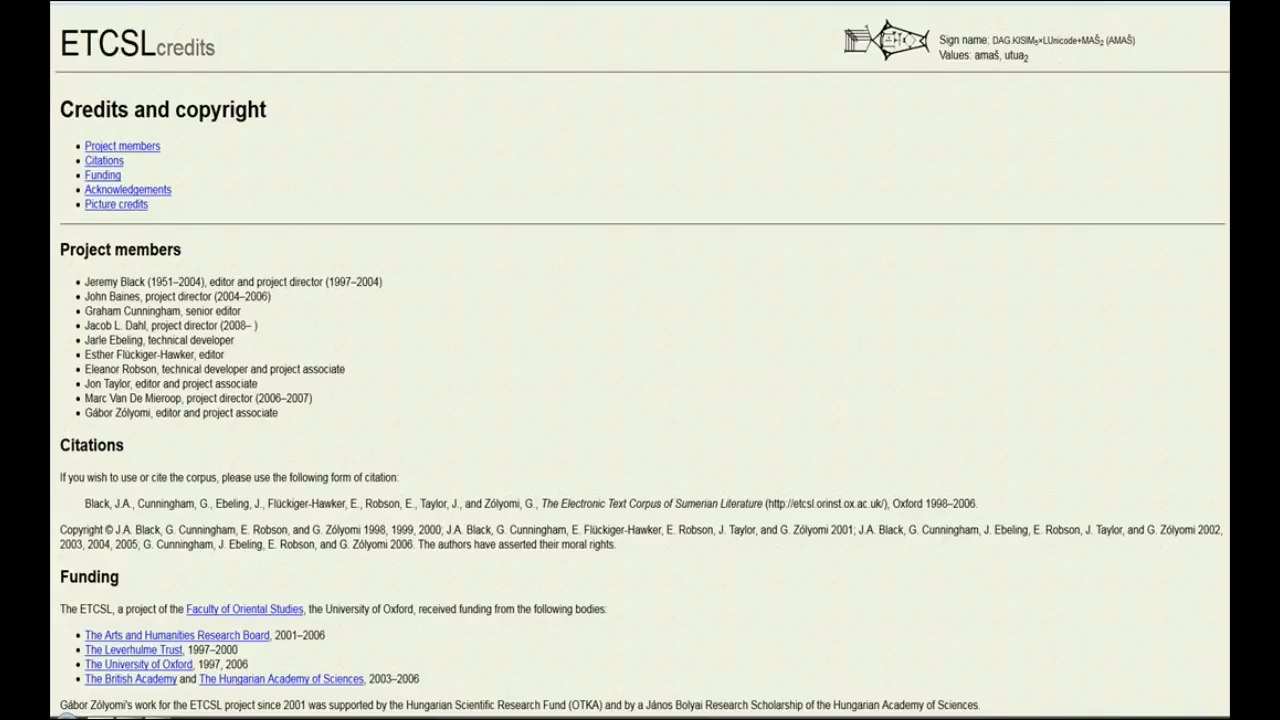 ETCSLcredits
Sign name: DAG.KISIM₅×LUnicode+MAŠ₂ (AMAŠ)
Values: amaš, utua₂
Credits and copyright
• Project members
• Citations
• Funding
• Acknowledgements
• Picture credits
Project members
• Jeremy Black (1951–2004), editor and project director (1997–2004)
• John Baines, project director (2004–2006)
• Graham Cunningham, senior editor
• Jacob L. Dahl, project director (2008– )
• Jarle Ebeling, technical developer
• Esther Flückiger-Hawker, editor
• Eleanor Robson, technical developer and project associate
• Jon Taylor, editor and project associate
• Marc Van De Mieroop, project director (2006–2007)
• Gábor Zólyomi, editor and project associate
Citations
If you wish to use or cite the corpus, please use the following form of citation:
Black, J.A., Cunningham, G., Ebeling, J., Flückiger-Hawker, E., Robson, E., Taylor, J., and Zólyomi, G., The Electronic Text Corpus of Sumerian Literature (http://etcsl.orinst.ox.ac.uk/), Oxford 1998–2006.
Copyright © J.A. Black, G. Cunningham, E. Robson, and G. Zólyomi 1998, 1999, 2000; J.A. Black, G. Cunningham, E. Flückiger-Hawker, E. Robson, J. Taylor, and G. Zólyomi 2001; J.A. Black, G. Cunningham, J. Ebeling, E. Robson, J. Taylor, and G. Zólyomi 2002,
2003, 2004, 2005; G. Cunningham, J. Ebeling, E. Robson, and G. Zólyomi 2006. The authors have asserted their moral rights.
Funding
The ETCSL, a project of the Faculty of Oriental Studies, the University of Oxford, received funding from the following bodies:
• The Arts and Humanities Research Board, 2001–2006
• The Leverhulme Trust, 1997–2000
• The University of Oxford, 1997, 2006
• The British Academy and The Hungarian Academy of Sciences, 2003–2006
Gábor Zólyomi's work for the ETCSL project since 2001 was supported by the Hungarian Scientific Research Fund (OTKA) and by a János Bolyai Research Scholarship of the Hungarian Academy of Sciences.